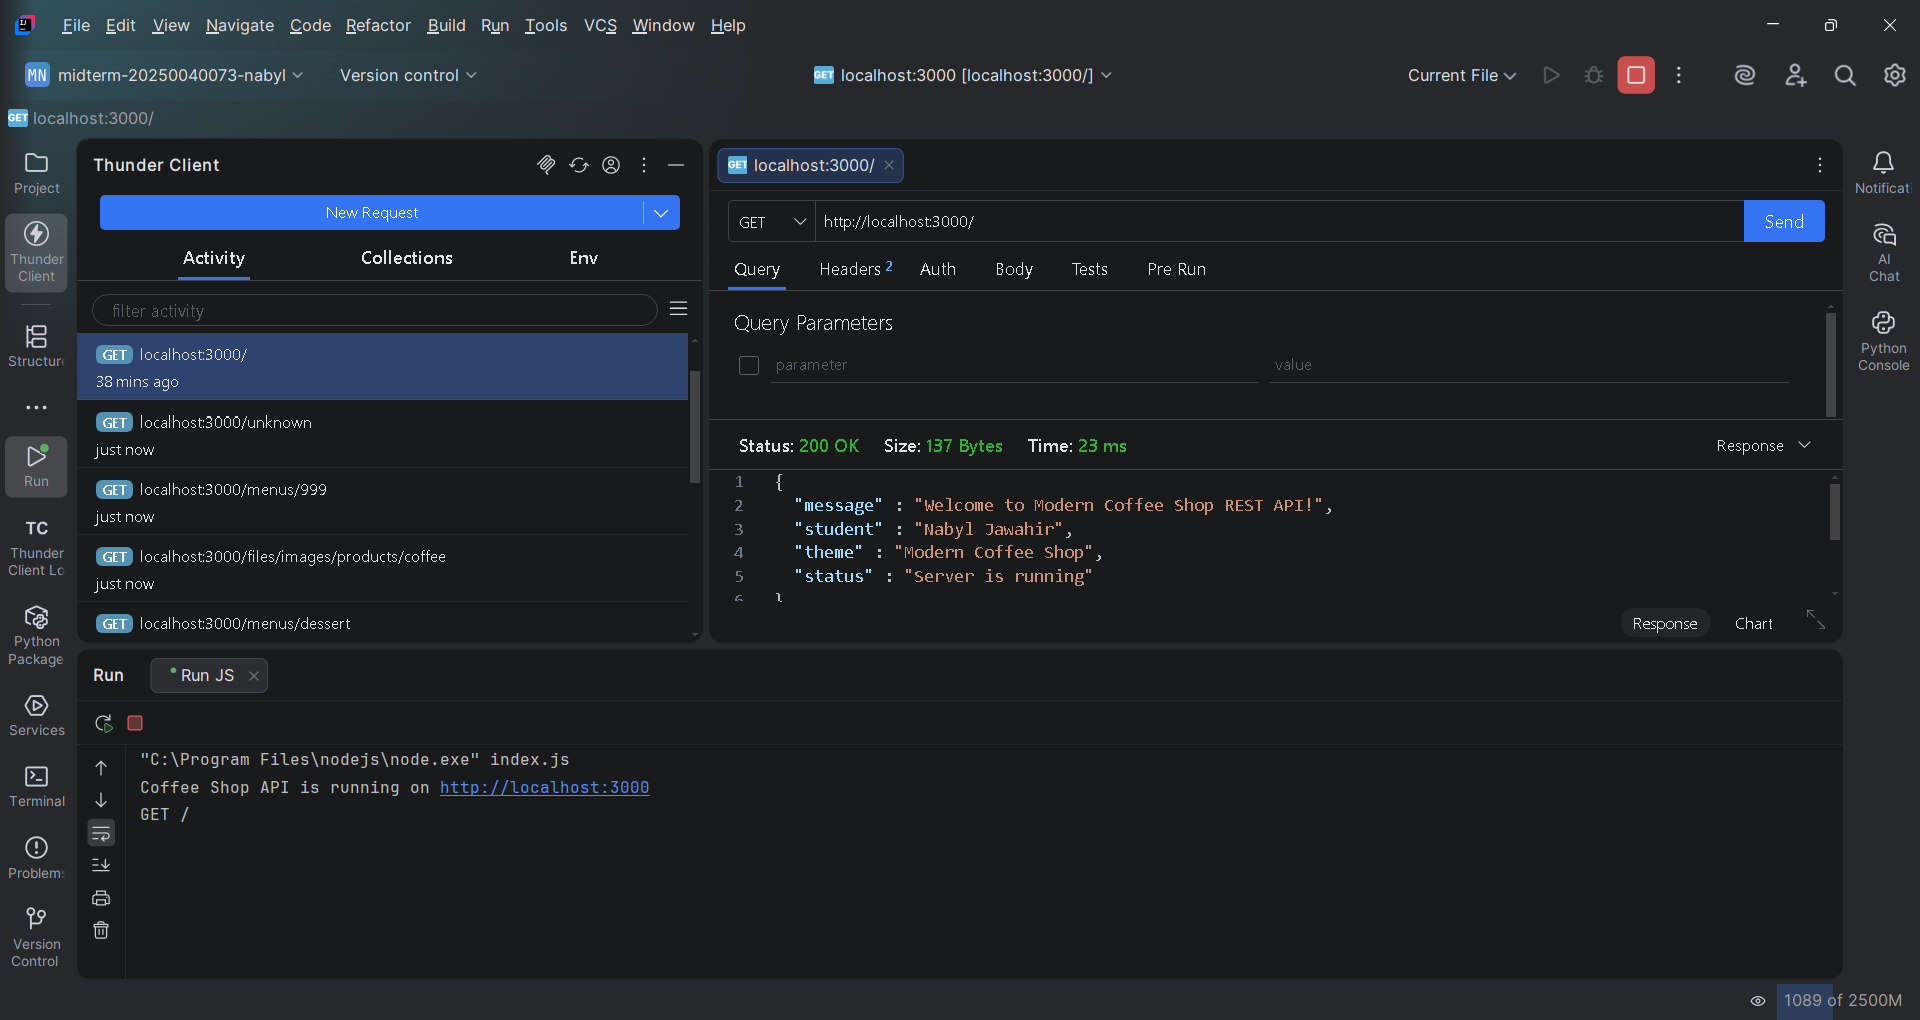 File Edit View Navigate Code Refactor Build Run Tools VCS Window Help
MN midterm-20250040073-nabyl Version control GET localhost:3000 [localhost:3000/] Current File
GET localhost:3000/
Project
Thunder Client
Structure
Run
TC
Thunder Client Lo
Python Package
Services
Terminal
Problems
Version Control
Thunder Client
New Request
Activity Collections Env
filter activity
GET localhost:3000/
38 mins ago
GET localhost:3000/unknown
just now
GET localhost:3000/menus/999
just now
GET localhost:3000/files/images/products/coffee
just now
GET localhost:3000/menus/dessert
GET localhost:3000/
GET http://localhost:3000/ Send
Query Headers 2 Auth Body Tests Pre Run
Query Parameters
parameter value
Status: 200 OK Size: 137 Bytes Time: 23 ms Response
1 {
2 "message" : "Welcome to Modern Coffee Shop REST API!",
3 "student" : "Nabyl Jawahir",
4 "theme" : "Modern Coffee Shop",
5 "status" : "Server is running"
6 }
Response Chart
Notificati
AI Chat
Python Console
Run Run JS
"C:\Program Files\nodejs\node.exe" index.js
Coffee Shop API is running on http://localhost:3000
GET /
1089 of 2500M